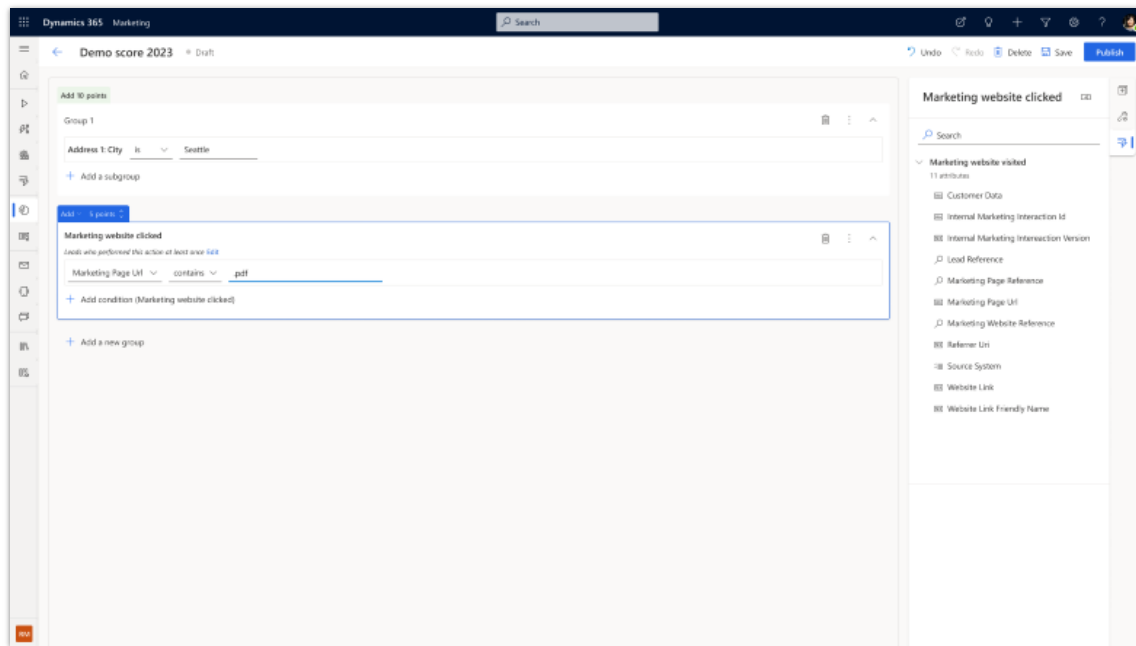 Dynamics 365 Marketing
Search
Demo score 2023 Draft
Undo Redo Delete Save Publish
Add 10 points
Group 1
Address 1: City is Seattle
+ Add a subgroup
Add 5 points
Marketing website clicked
Leads who performed this action at least once Edit
Marketing Page Url contains .pdf
+ Add condition (Marketing website clicked)
+ Add a new group
Marketing website clicked
Search
Marketing website visited
11 attributes
Customer Data
Internal Marketing Interaction Id
Internal Marketing Intereaction Version
Lead Reference
Marketing Page Reference
Marketing Page Url
Marketing Website Reference
Referrer Uri
Source System
Website Link
Website Link Friendly Name
RM